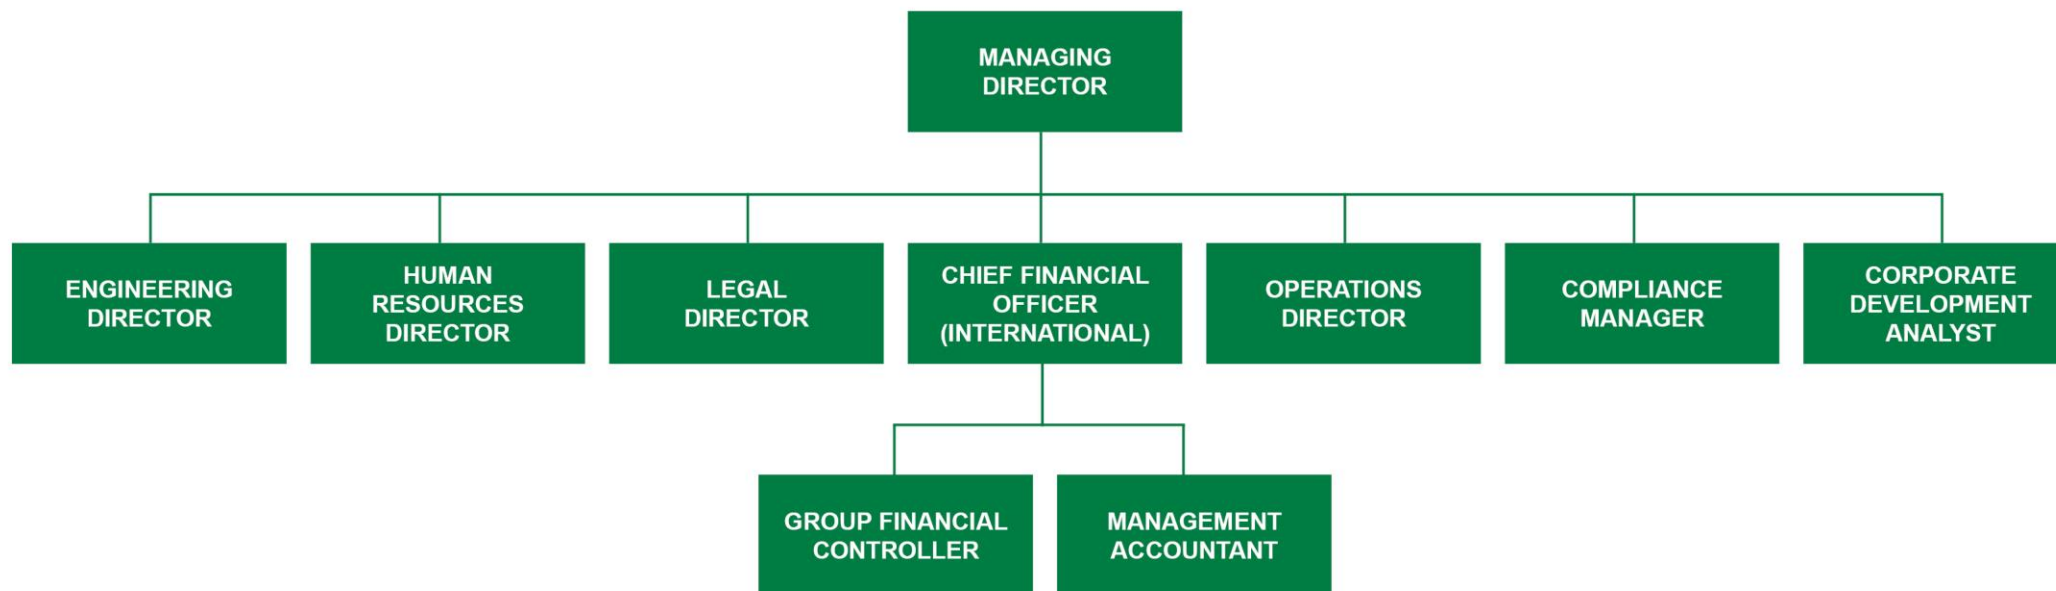 MANAGING
DIRECTOR
ENGINEERING
DIRECTOR
HUMAN
RESOURCES
DIRECTOR
LEGAL
DIRECTOR
CHIEF FINANCIAL
OFFICER
(INTERNATIONAL)
OPERATIONS
DIRECTOR
COMPLIANCE
MANAGER
CORPORATE
DEVELOPMENT
ANALYST
GROUP FINANCIAL
CONTROLLER
MANAGEMENT
ACCOUNTANT